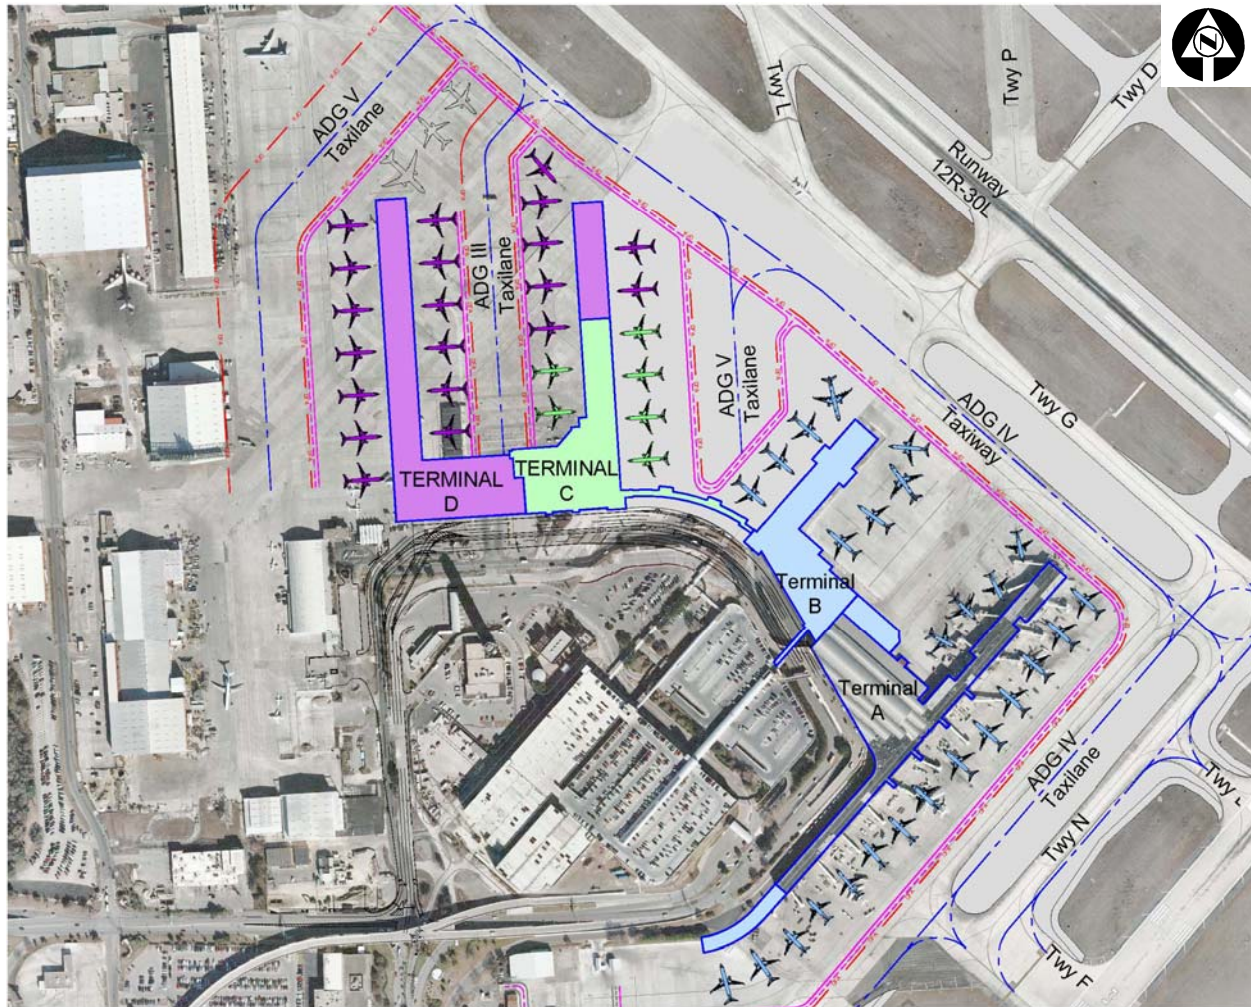 N
Twy P
Twy D
Twy L
ADG V
Taxilane
Runway
12R-30L
ADG III
Taxilane
ADG V
Taxilane
Twy G
ADG IV
Taxiway
TERMINAL
D
TERMINAL
C
Terminal
B
Terminal
A
ADG IV
Taxilane
Twy N
Twy F